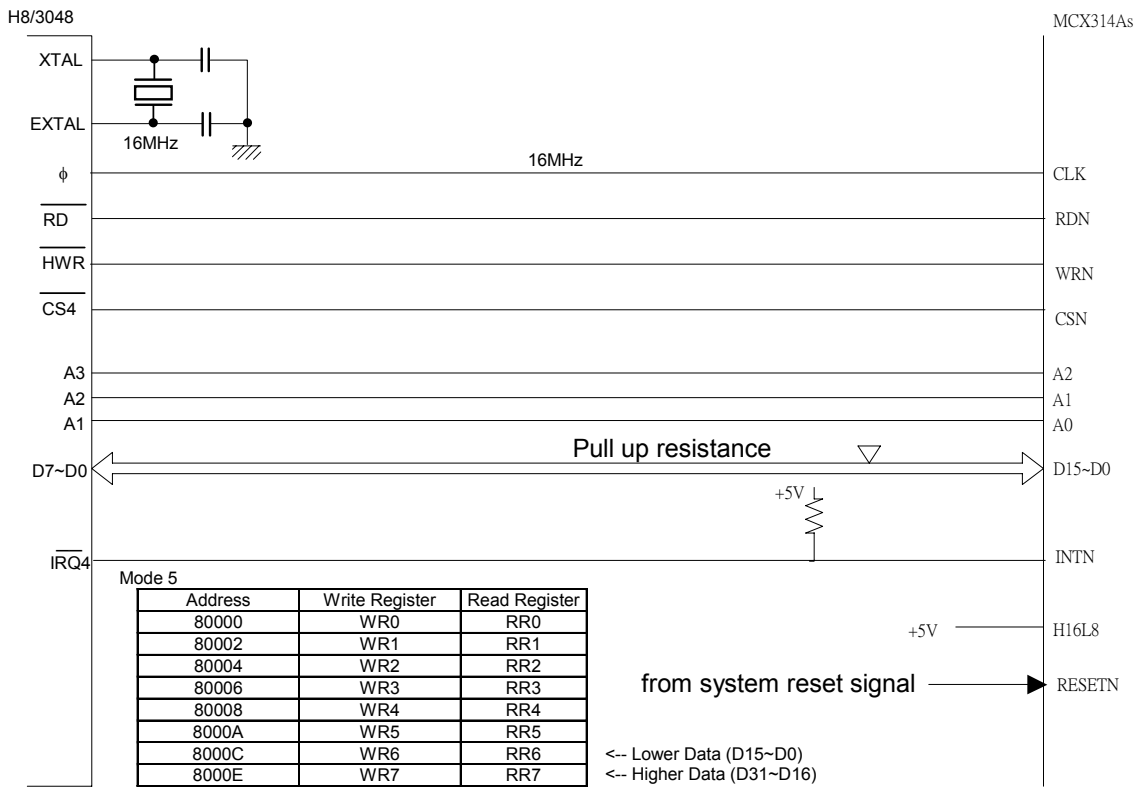 H8/3048 MCX314As
XTAL
EXTAL
16MHz
16MHz
ϕ CLK
RD RDN
HWR WRN
CS4 CSN
A3 A2
A2 A1
A1 A0
Pull up resistance
D7~D0 D15~D0
+5V
IRQ4 INTN
Mode 5
Address Write Register Read Register
80000 WR0 RR0
80002 WR1 RR1
80004 WR2 RR2
80006 WR3 RR3
80008 WR4 RR4
8000A WR5 RR5
8000C WR6 RR6 <-- Lower Data (D15~D0)
8000E WR7 RR7 <-- Higher Data (D31~D16)
+5V H16L8
from system reset signal RESETN